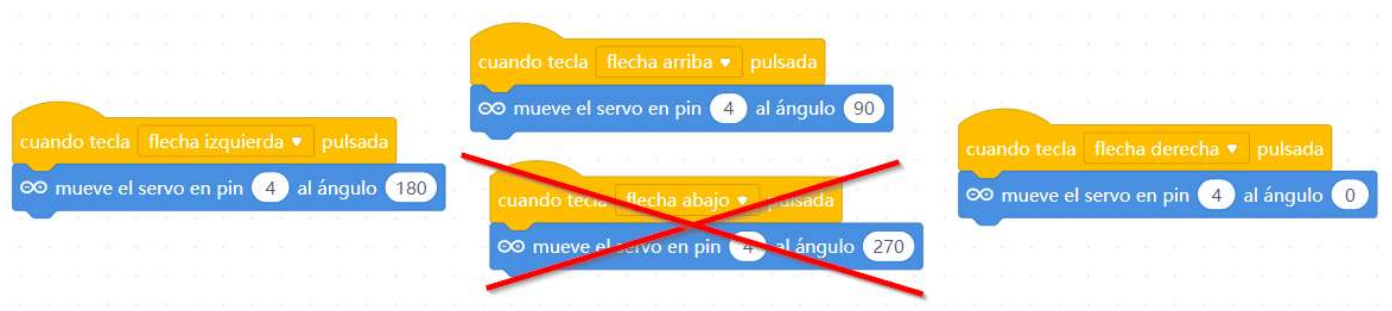 cuando tecla flecha arriba pulsada
mueve el servo en pin 4 al ángulo 90
cuando tecla flecha izquierda pulsada
mueve el servo en pin 4 al ángulo 180
cuando tecla flecha abajo pulsada
mueve el servo en pin 4 al ángulo 270
cuando tecla flecha derecha pulsada
mueve el servo en pin 4 al ángulo 0